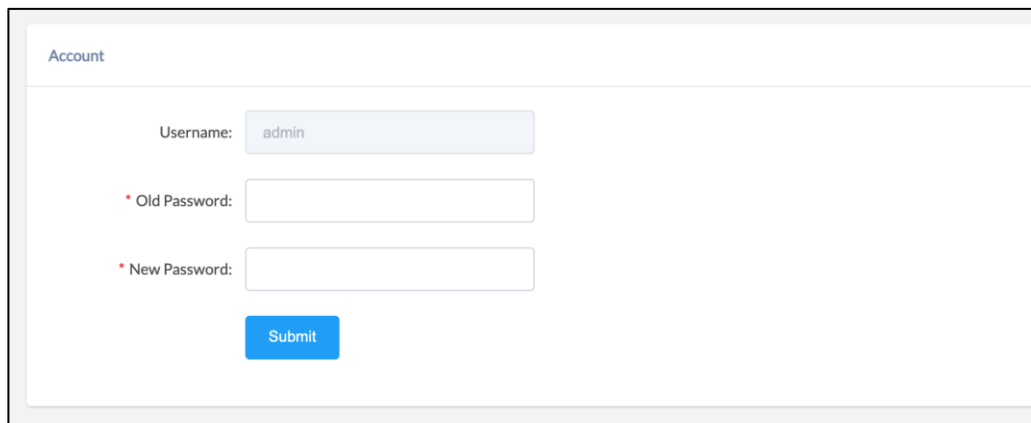 Account
Username: admin
* Old Password:
* New Password:
Submit